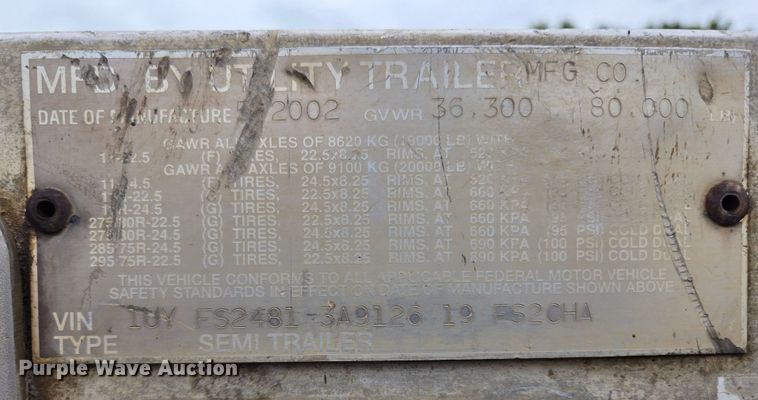 MFG. BY UTILITY TRAILER MFG CO.
DATE OF MANUFACTURE 2002 GVWR 36,300 80,000
GAWR ALL AXLES OF 8620 KG (19000 LB) WITH
(F) TIRES, 22.5x8.25 RIMS, AT
GAWR ALL AXLES OF 9100 KG (20000 LB) WITH
(F) TIRES, 24.5x8.25 RIMS, AT
(G) TIRES, 22.5x8.25 RIMS, AT 660 KPA
(G) TIRES, 24.5x8.25 RIMS, AT 660 KPA
(G) TIRES, 22.5x8.25 RIMS, AT 660 KPA (95 PSI) COLD DUAL
(G) TIRES, 24.5x8.25 RIMS, AT 660 KPA (95 PSI) COLD DUAL
285 75R-24.5 (G) TIRES, 24.5x8.25 RIMS, AT 690 KPA (100 PSI) COLD DUAL
295 75R-22.5 (G) TIRES, 22.5x8.25 RIMS, AT 690 KPA (100 PSI) COLD DUAL
THIS VEHICLE CONFORMS TO ALL APPLICABLE FEDERAL MOTOR VEHICLE
SAFETY STANDARDS IN EFFECT ON DATE OF MANUFACTURE SHOWN ABOVE
VIN 1UY FS2481-3A9126 19 FS2CHA
TYPE SEMI TRAILER
Purple Wave Auction